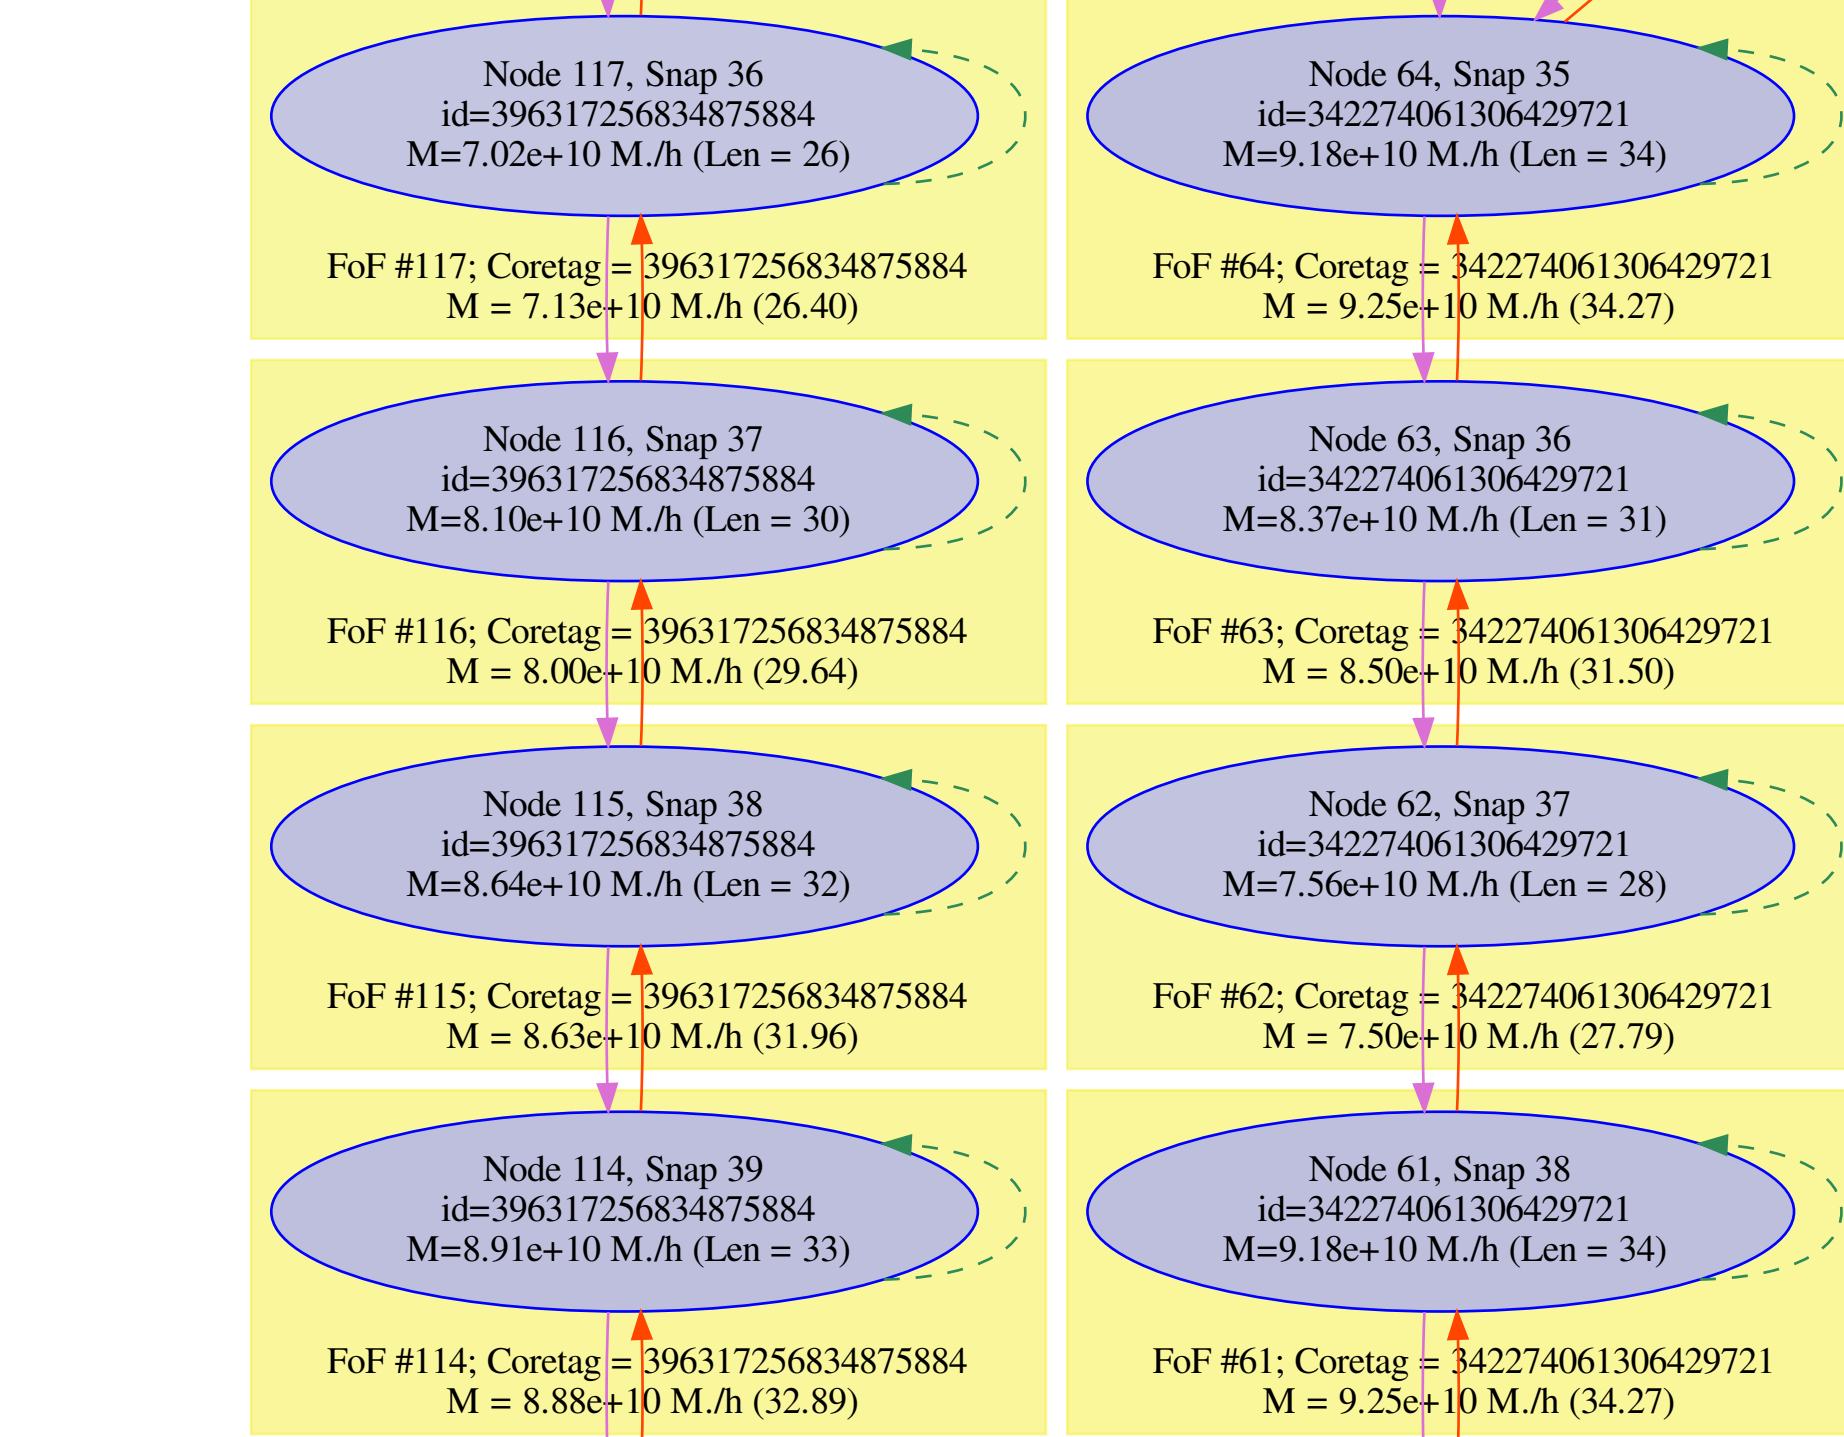 Node 117, Snap 36
id=396317256834875884
M=7.02e+10 M./h (Len = 26)
FoF #117; Coretag = 396317256834875884
M = 7.13e+10 M./h (26.40)
Node 64, Snap 35
id=342274061306429721
M=9.18e+10 M./h (Len = 34)
FoF #64; Coretag = 342274061306429721
M = 9.25e+10 M./h (34.27)
Node 116, Snap 37
id=396317256834875884
M=8.10e+10 M./h (Len = 30)
FoF #116; Coretag = 396317256834875884
M = 8.00e+10 M./h (29.64)
Node 63, Snap 36
id=342274061306429721
M=8.37e+10 M./h (Len = 31)
FoF #63; Coretag = 342274061306429721
M = 8.50e+10 M./h (31.50)
Node 115, Snap 38
id=396317256834875884
M=8.64e+10 M./h (Len = 32)
FoF #115; Coretag = 396317256834875884
M = 8.63e+10 M./h (31.96)
Node 62, Snap 37
id=342274061306429721
M=7.56e+10 M./h (Len = 28)
FoF #62; Coretag = 342274061306429721
M = 7.50e+10 M./h (27.79)
Node 114, Snap 39
id=396317256834875884
M=8.91e+10 M./h (Len = 33)
FoF #114; Coretag = 396317256834875884
M = 8.88e+10 M./h (32.89)
Node 61, Snap 38
id=342274061306429721
M=9.18e+10 M./h (Len = 34)
FoF #61; Coretag = 342274061306429721
M = 9.25e+10 M./h (34.27)